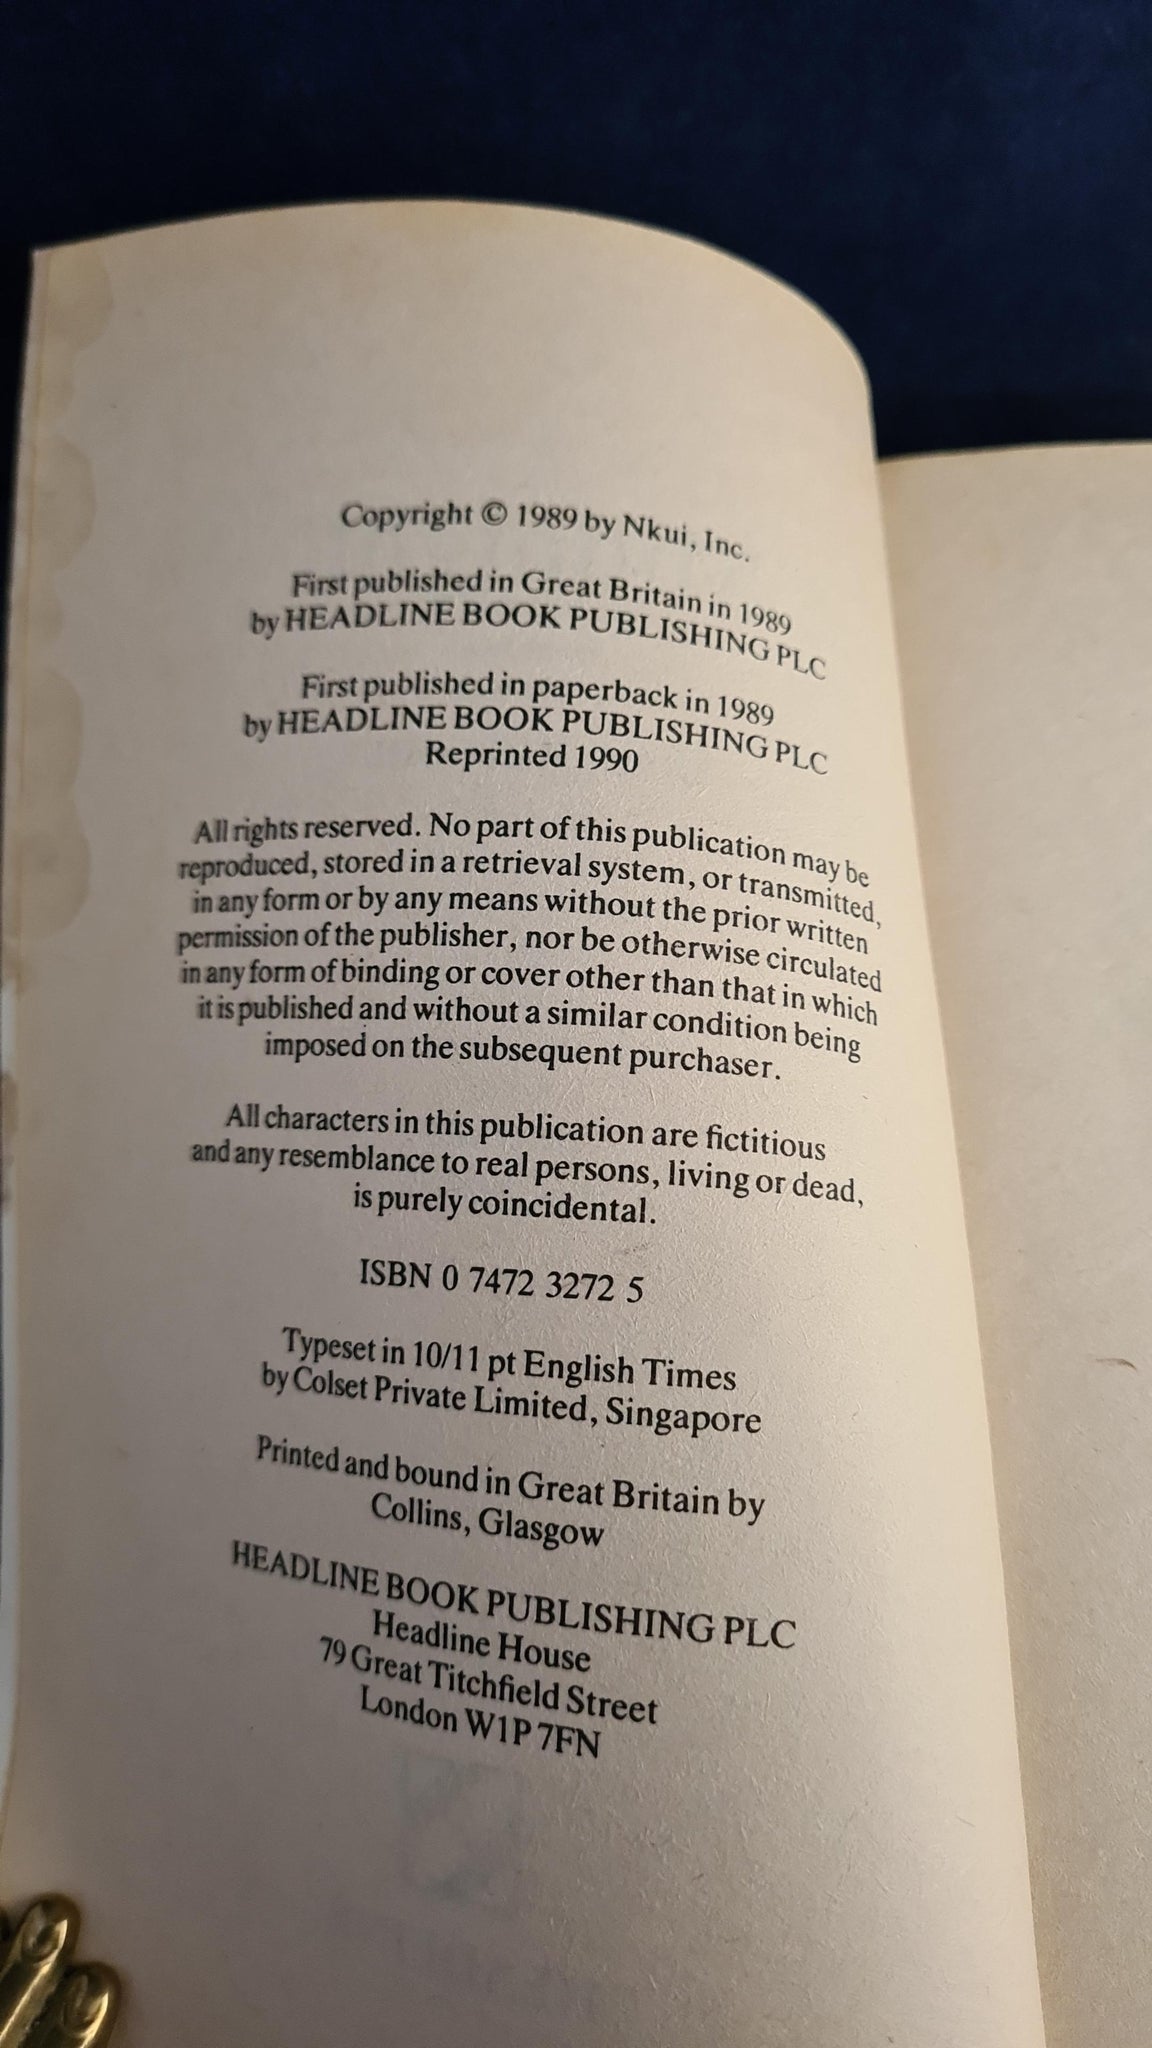 Copyright © 1989 by Nkui, Inc.
First published in Great Britain in 1989
by HEADLINE BOOK PUBLISHING PLC
First published in paperback in 1989
by HEADLINE BOOK PUBLISHING PLC
Reprinted 1990
All rights reserved. No part of this publication may be
reproduced, stored in a retrieval system, or transmitted,
in any form or by any means without the prior written
permission of the publisher, nor be otherwise circulated
in any form of binding or cover other than that in which
it is published and without a similar condition being
imposed on the subsequent purchaser.
All characters in this publication are fictitious
and any resemblance to real persons, living or dead,
is purely coincidental.
ISBN 0 7472 3272 5
Typeset in 10/11 pt English Times
by Colset Private Limited, Singapore
Printed and bound in Great Britain by
Collins, Glasgow
HEADLINE BOOK PUBLISHING PLC
Headline House
79 Great Titchfield Street
London W1P 7FN